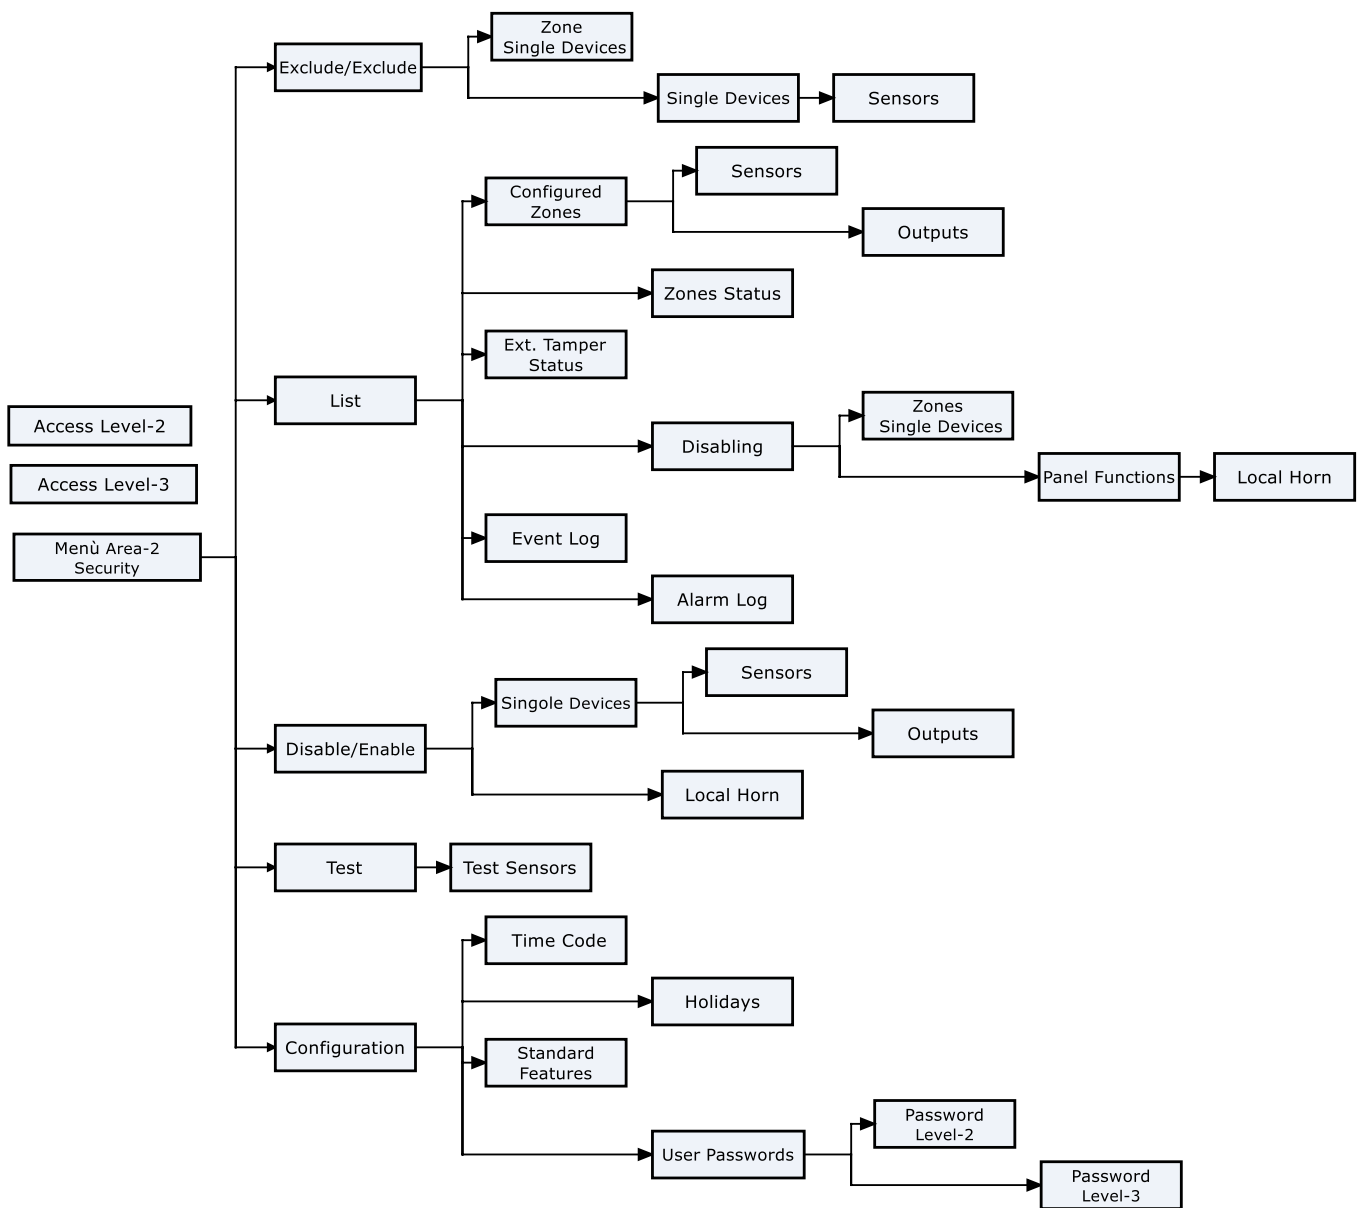 Zone
Single Devices
Exclude/Exclude
Single Devices
Sensors
Sensors
Configured
Zones
Outputs
Zones Status
Ext. Tamper
Status
List
Zones
Single Devices
Access Level-2
Disabling
Panel Functions
Local Horn
Access Level-3
Event Log
Menù Area-2
Security
Alarm Log
Sensors
Singole Devices
Outputs
Disable/Enable
Local Horn
Test
Test Sensors
Time Code
Holidays
Configuration
Standard
Features
Password
Level-2
User Passwords
Password
Level-3